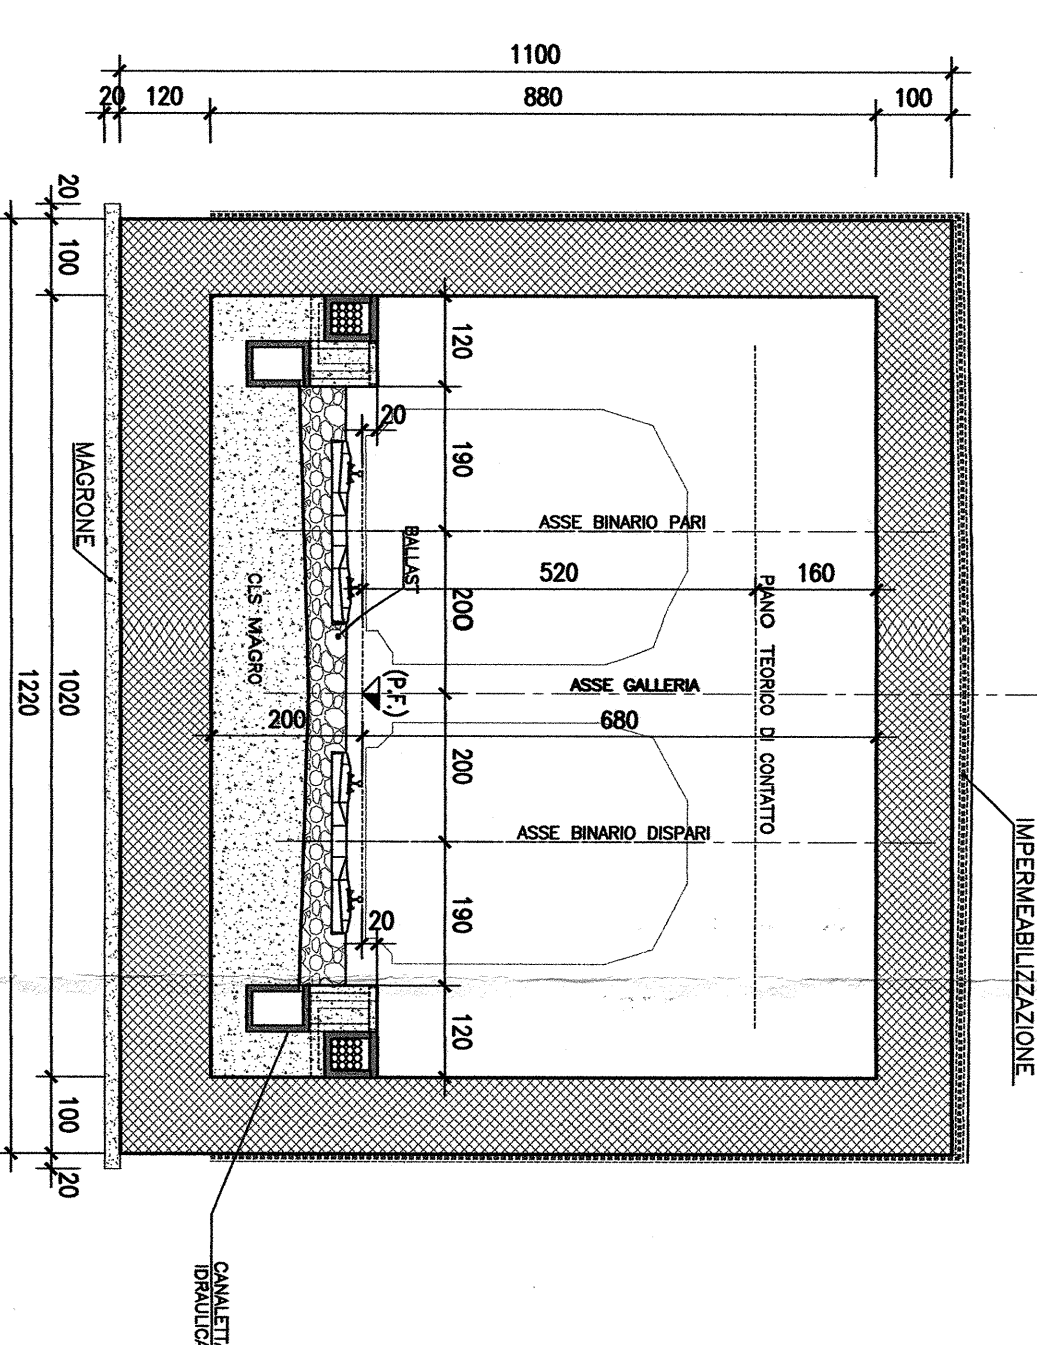 1100
20
120
880
100
20
100
1020
1220
100
20
120
190
200
200
190
120
20
20
ASSE BINARIO PARI
520
160
PIANO TEORICO DI CONTATTO
BALLAST
CLS MAGRO
MAGRONE
(P.F.)
ASSE GALLERIA
200
680
ASSE BINARIO DISPARI
IMPERMEABILIZZAZIONE
CANALETTA
IDRAULICA